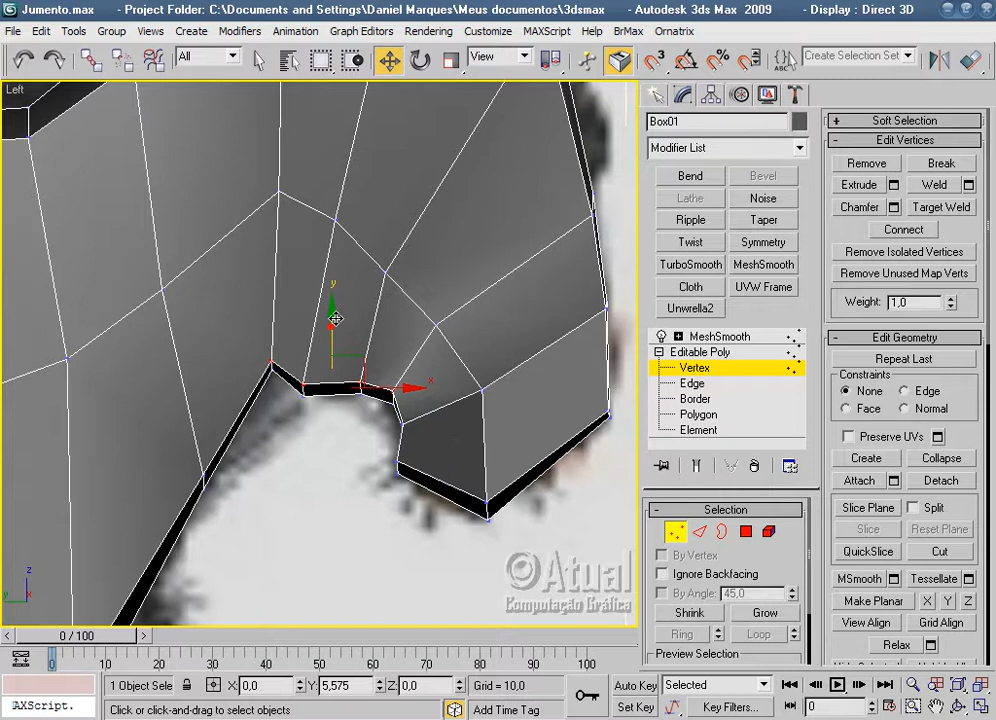 Jumento.max - Project Folder: C:\Documents and Settings\Daniel Marques\Meus documentos\3dsmax - Autodesk 3ds Max 2009 - Display : Direct 3D
File Edit Tools Group Views Create Modifiers Animation Graph Editors Rendering Customize MAXScript Help BrMax Ornatrix
All View Create Selection Set
Left
y
x
z
y x
©Atual
Computação Gráfica
Box01
Modifier List
Bend Bevel
Lathe Noise
Ripple Taper
Twist Symmetry
TurboSmooth MeshSmooth
Cloth UVW Frame
Unwrella2
MeshSmooth
Editable Poly
Vertex
Edge
Border
Polygon
Element
- Selection
By Vertex
Ignore Backfacing
By Angle: 45,0
Shrink Grow
Ring Loop
Preview Selection
+ Soft Selection
- Edit Vertices
Remove Break
Extrude Weld
Chamfer Target Weld
Connect
Remove Isolated Vertices
Remove Unused Map Verts
Weight: 1,0
- Edit Geometry
Repeat Last
Constraints
None Edge
Face Normal
Preserve UVs
Create Collapse
Attach Detach
Slice Plane Split
Slice Reset Plane
QuickSlice Cut
MSmooth Tessellate
Make Planar X Y Z
View Align Grid Align
Relax
< 0 / 100 >
0 10 20 30 40 50 60 70 80 90 100
1 Object Sele X: 0,0 Y: 5,575 Z: 0,0 Grid = 10,0 Auto Key Selected
AXScript. Click or click-and-drag to select objects Add Time Tag Set Key Key Filters... 0